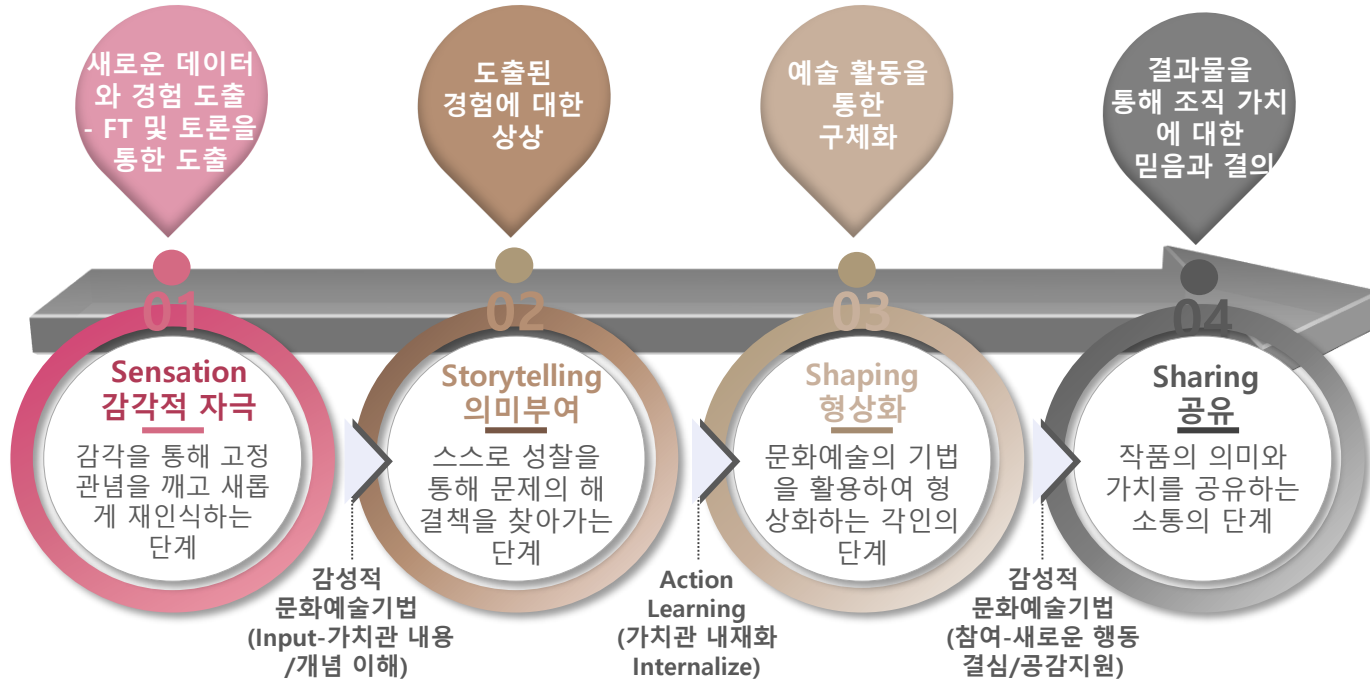 새로운 데이터
와 경험 도출
- FT 및 토론을
통한 도출
도출된
경험에 대한
상상
예술 활동을
통한
구체화
결과물을
통해 조직 가치
에 대한
믿음과 결의
01
Sensation
감각적 자극
감각을 통해 고정
관념을 깨고 새롭
게 재인식하는
단계
02
Storytelling
의미부여
스스로 성찰을
통해 문제의 해
결책을 찾아가는
단계
03
Shaping
형상화
문화예술의 기법
을 활용하여 형
상화하는 각인의
단계
04
Sharing
공유
작품의 의미와
가치를 공유하는
소통의 단계
감성적
문화예술기법
(Input-가치관 내용
/개념 이해)
Action
Learning
(가치관 내재화
Internalize)
감성적
문화예술기법
(참여-새로운 행동
결심/공감지원)